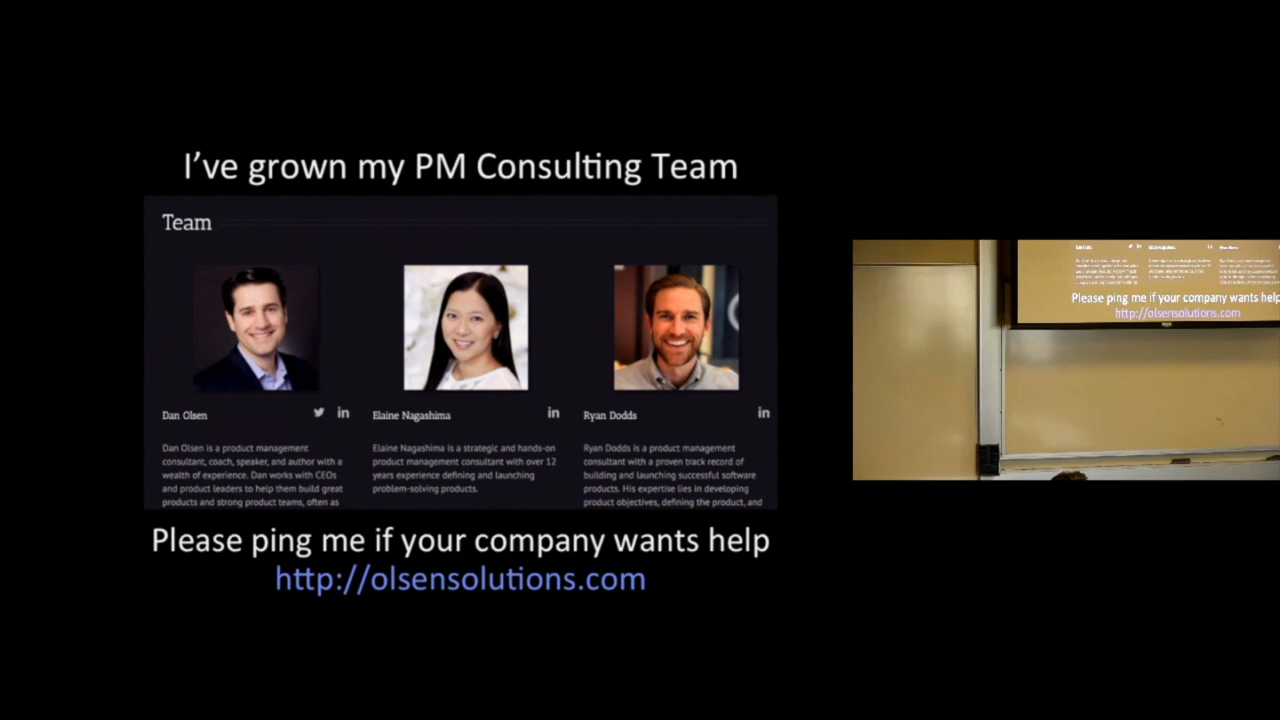 I've grown my PM Consulting Team
Team
Dan Olsen
Elaine Nagashima
Ryan Dodds
Dan Olsen is a product management
consultant, coach, speaker, and author with a
wealth of experience. Dan works with CEOs
and product leaders to help them build great
products and strong product teams, often as
Elaine Nagashima is a strategic and hands-on
product management consultant with over 12
years experience defining and launching
problem-solving products.
Ryan Dodds is a product management
consultant with a proven track record of
building and launching successful software
products. His expertise lies in developing
product objectives, defining the product, and
Please ping me if your company wants help
http://olsensolutions.com
Please ping me if your company wants help
http://olsensolutions.com